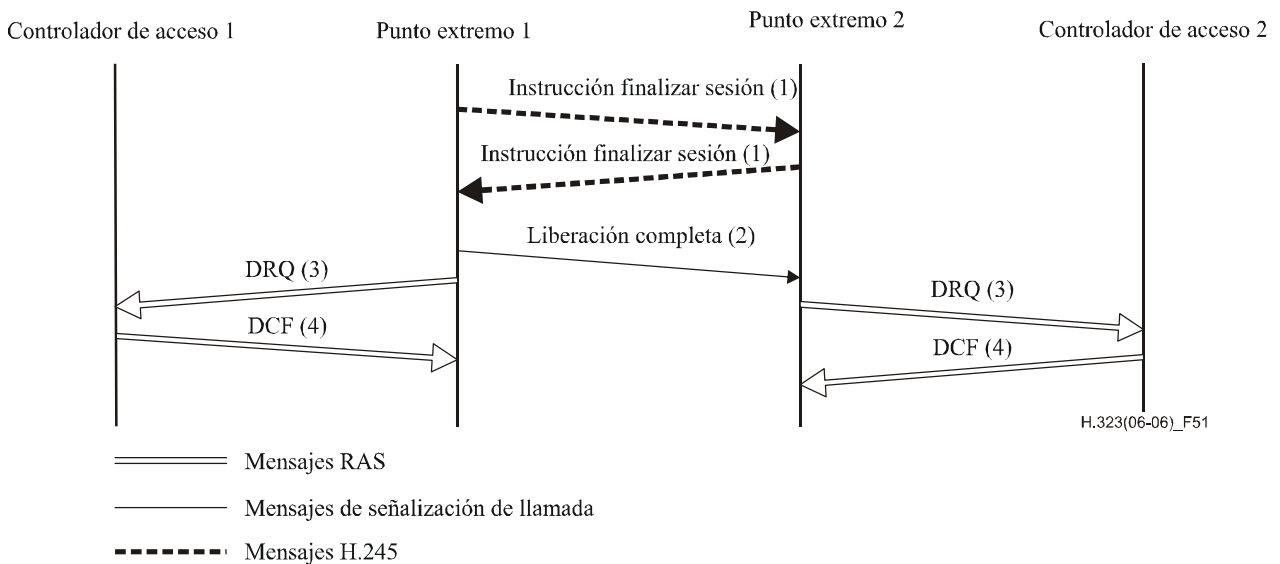 Controlador de acceso 1
Punto extremo 1
Punto extremo 2
Controlador de acceso 2
Instrucción finalizar sesión (1)
Instrucción finalizar sesión (1)
Liberación completa (2)
DRQ (3)
DRQ (3)
DCF (4)
DCF (4)
H.323(06-06)_F51
Mensajes RAS
Mensajes de señalización de llamada
Mensajes H.245